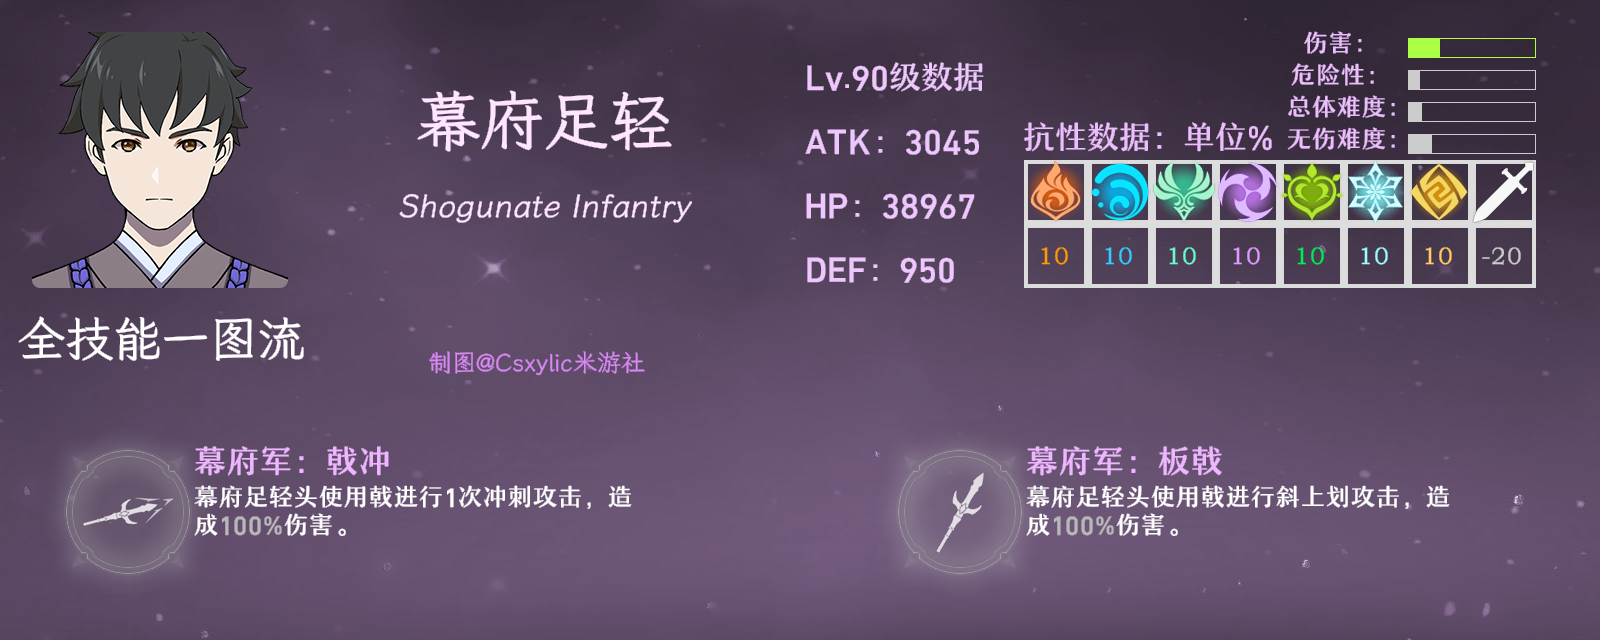 幕府足轻
Shogunate Infantry
全技能一图流
制图@Csxylic米游社
Lv.90级数据
ATK：3045
HP：38967
DEF：950
伤害：
危险性：
总体难度：
无伤难度：
抗性数据：单位%
10 10 10 10 10 10 10 -20
幕府军：戟冲
幕府足轻头使用戟进行1次冲刺攻击，造
成100%伤害。
幕府军：板戟
幕府足轻头使用戟进行斜上划攻击，造
成100%伤害。